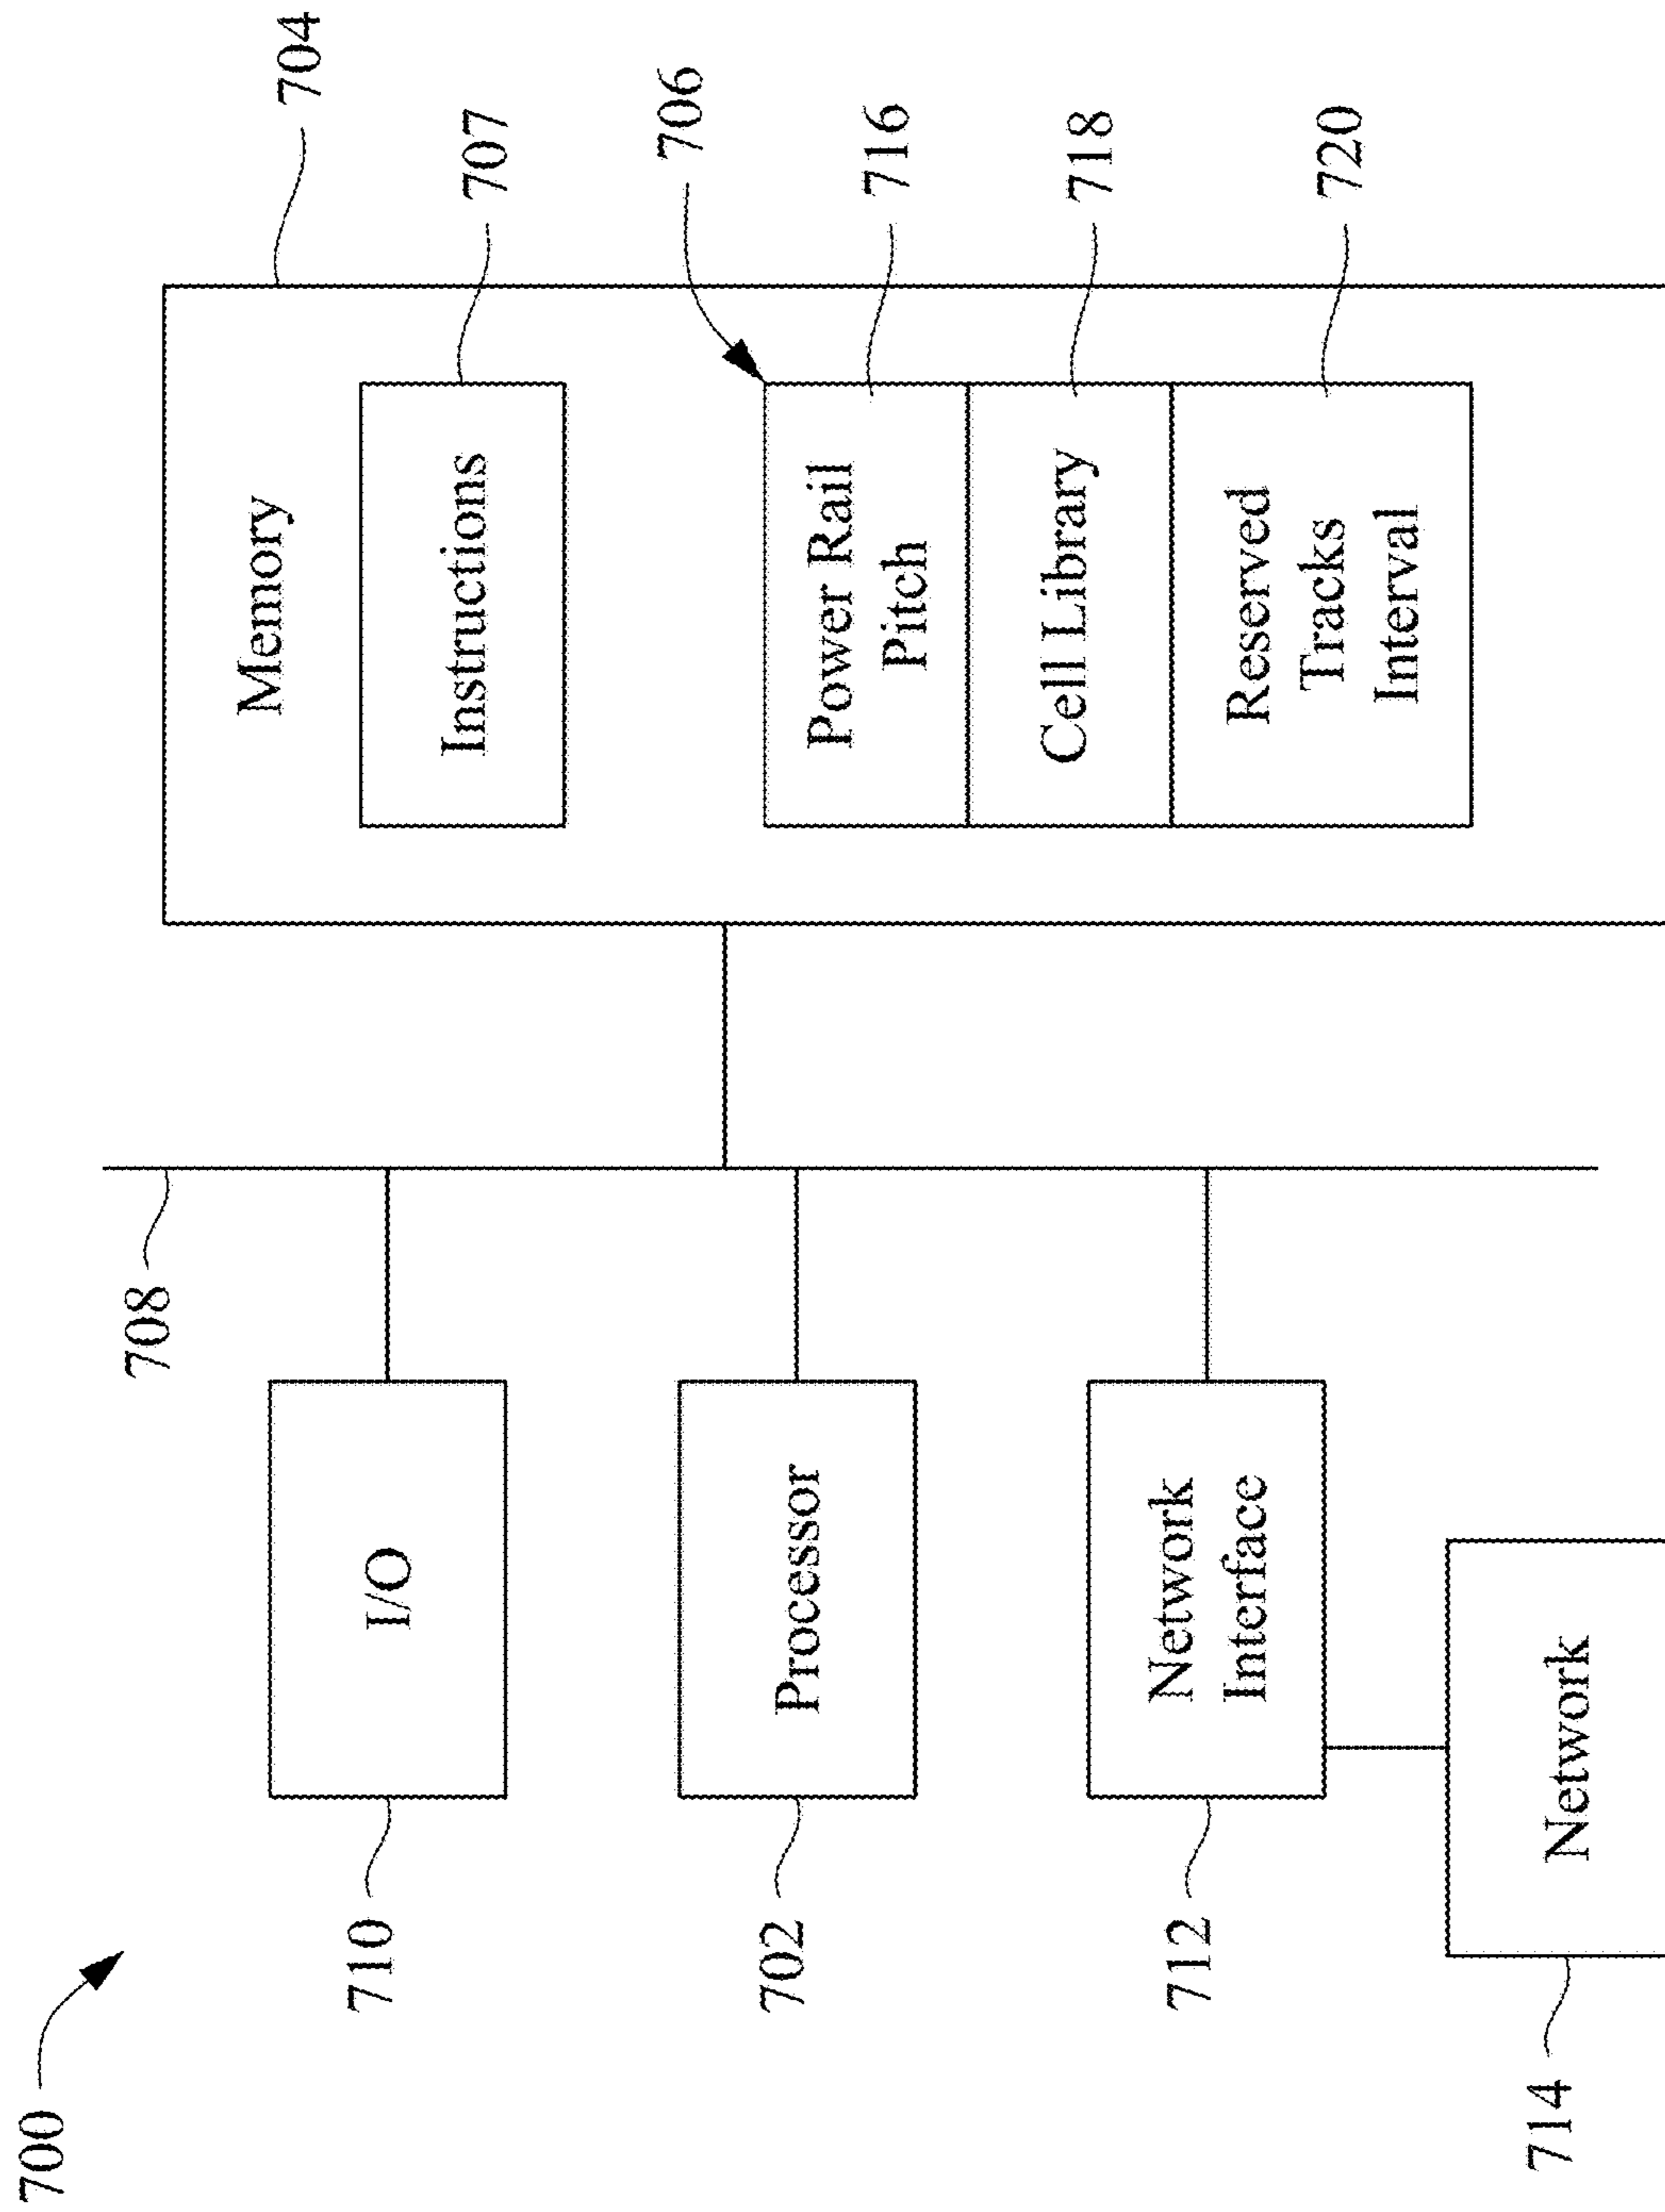 700
708
704
710
I/O
Memory
Instructions
707
706
702
Processor
Power Rail
Pitch
716
Cell Library
718
712
Network
Interface
Reserved
Tracks
Interval
720
714
Network